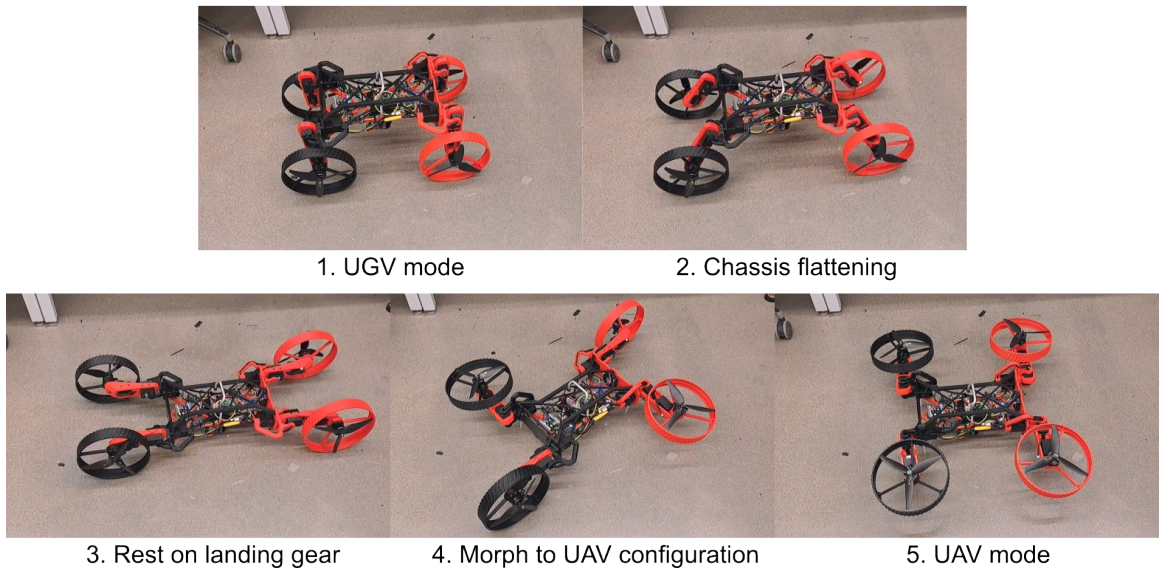 1. UGV mode
2. Chassis flattening
3. Rest on landing gear
4. Morph to UAV configuration
5. UAV mode